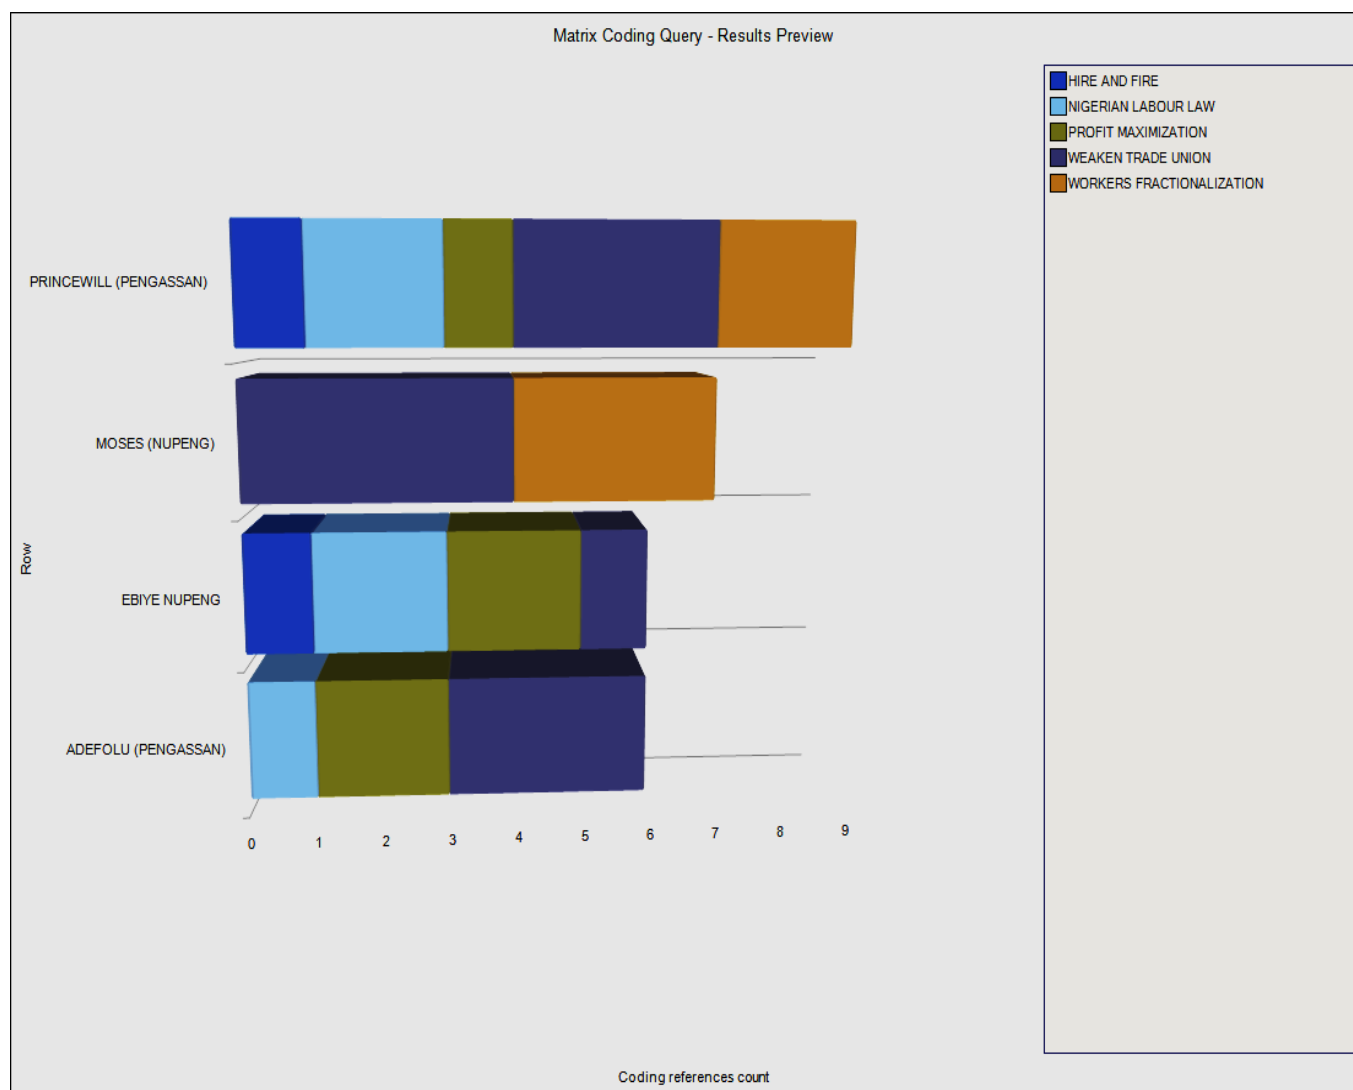 Matrix Coding Query - Results Preview
HIRE AND FIRE
NIGERIAN LABOUR LAW
PROFIT MAXIMIZATION
WEAKEN TRADE UNION
WORKERS FRACTIONALIZATION
PRINCEWILL (PENGASSAN)
MOSES (NUPENG)
EBIYE NUPENG
ADEFOLU (PENGASSAN)
Row
0 1 2 3 4 5 6 7 8 9
Coding references count